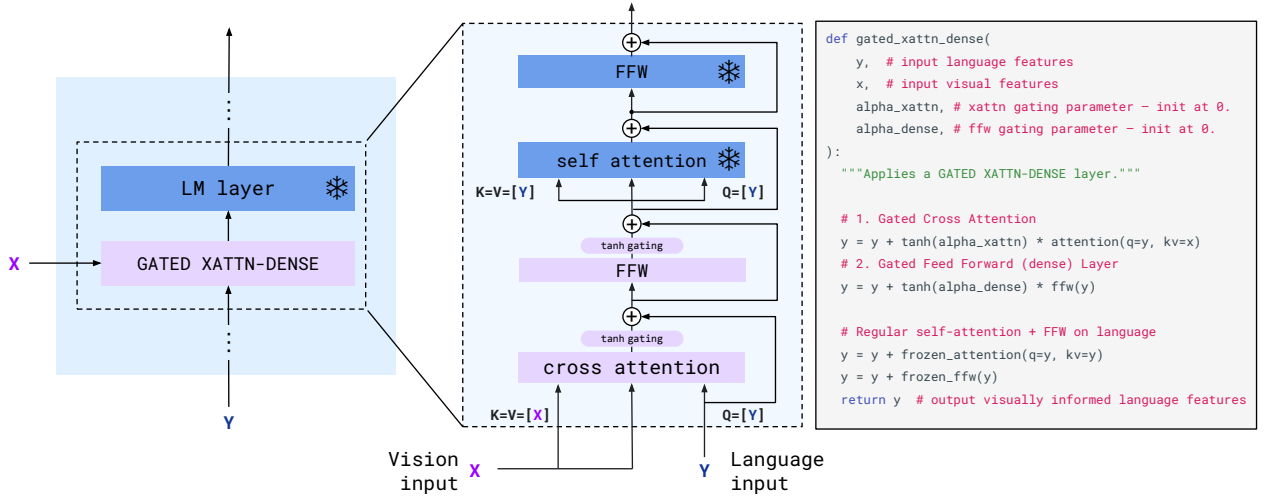 LM layer
GATED XATTN-DENSE
X
Y
FFW
self attention
K=V=[Y]
Q=[Y]
tanh gating
FFW
tanh gating
cross attention
K=V=[X]
Q=[Y]
Vision
input
X
Y
Language
input
def gated_xattn_dense(
y, # input language features
x, # input visual features
alpha_xattn, # xattn gating parameter – init at 0.
alpha_dense, # ffw gating parameter – init at 0.
):
"""Applies a GATED XATTN-DENSE layer."""
# 1. Gated Cross Attention
y = y + tanh(alpha_xattn) * attention(q=y, kv=x)
# 2. Gated Feed Forward (dense) Layer
y = y + tanh(alpha_dense) * ffw(y)
# Regular self-attention + FFW on language
y = y + frozen_attention(q=y, kv=y)
y = y + frozen_ffw(y)
return y # output visually informed language features